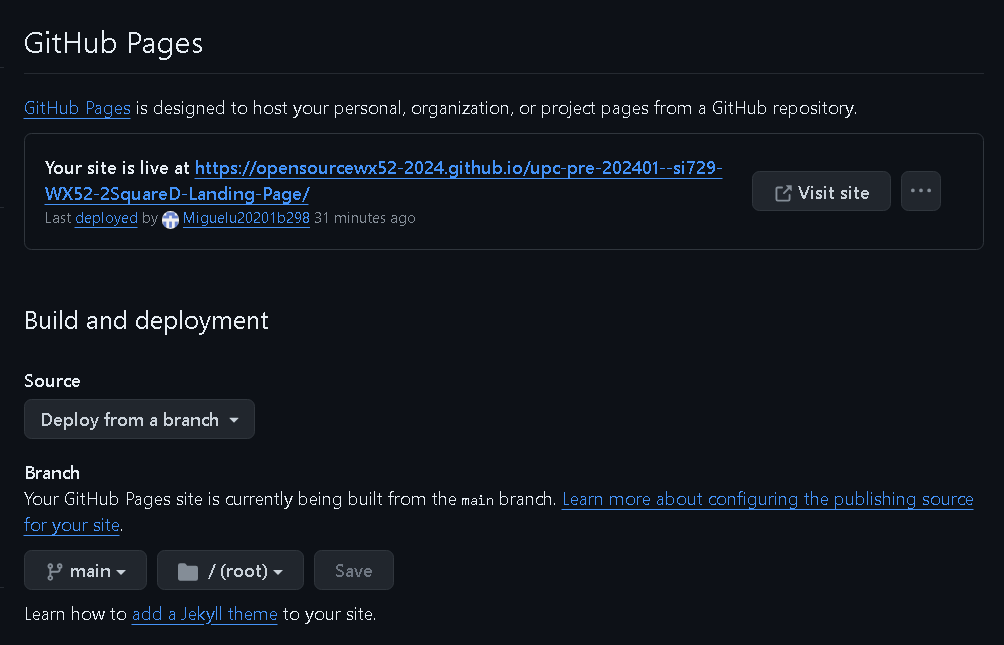 GitHub Pages
GitHub Pages is designed to host your personal, organization, or project pages from a GitHub repository.
Your site is live at https://opensourcewx52-2024.github.io/upc-pre-202401--si729-
WX52-2SquareD-Landing-Page/
Visit site
Last deployed by Miguelu20201b298 31 minutes ago
Build and deployment
Source
Deploy from a branch
Branch
Your GitHub Pages site is currently being built from the main branch. Learn more about configuring the publishing source
for your site.
main
/ (root)
Save
Learn how to add a Jekyll theme to your site.